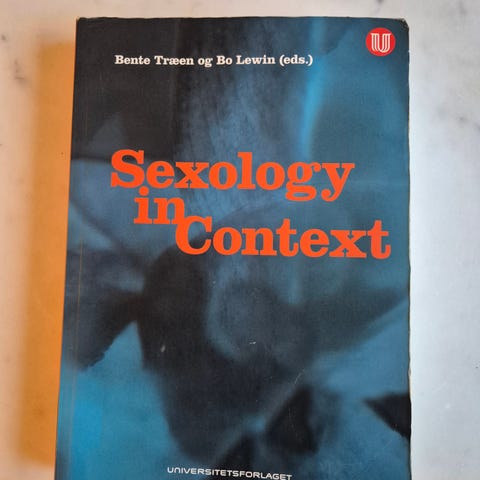 Bente Træen og Bo Lewin (eds.)
U
Sexology
in
Context
UNIVERSITETSFORLAGET